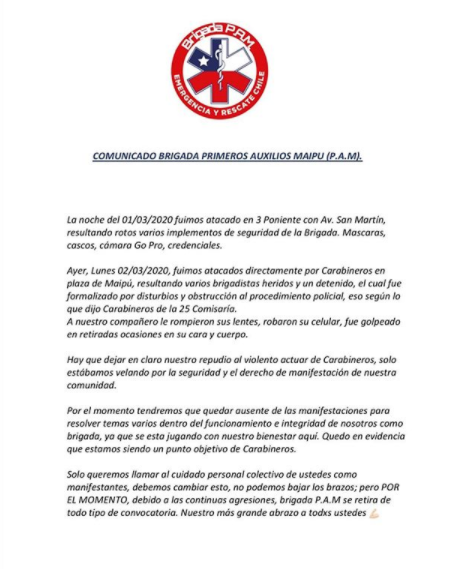 Brigada P.A.M
EMERGENCIA Y RESCATE CHILE
COMUNICADO BRIGADA PRIMEROS AUXILIOS MAIPU (P.A.M).
La noche del 01/03/2020 fuimos atacado en 3 Poniente con Av. San Martín,
resultando rotos varios implementos de seguridad de la Brigada. Mascaras,
cascos, cámara Go Pro, credenciales.
Ayer, Lunes 02/03/2020, fuimos atacados directamente por Carabineros en
plaza de Maipú, resultando varios brigadistas heridos y un detenido, el cual fue
formalizado por disturbios y obstrucción al procedimiento policial, eso según lo
que dijo Carabineros de la 25 Comisaría.
A nuestro compañero le rompieron sus lentes, robaron su celular, fue golpeado
en retiradas ocasiones en su cara y cuerpo.
Hay que dejar en claro nuestro repudio al violento actuar de Carabineros, solo
estábamos velando por la seguridad y el derecho de manifestación de nuestra
comunidad.
Por el momento tendremos que quedar ausente de las manifestaciones para
resolver temas varios dentro del funcionamiento e integridad de nosotros como
brigada, ya que se esta jugando con nuestro bienestar aquí. Quedo en evidencia
que estamos siendo un punto objetivo de Carabineros.
Solo queremos llamar al cuidado personal colectivo de ustedes como
manifestantes, debemos cambiar esto, no podemos bajar los brazos; pero POR
EL MOMENTO, debido a las continuas agresiones, brigada P.A.M se retira de
todo tipo de convocatoria. Nuestro más grande abrazo a todxs ustedes 💪🏻